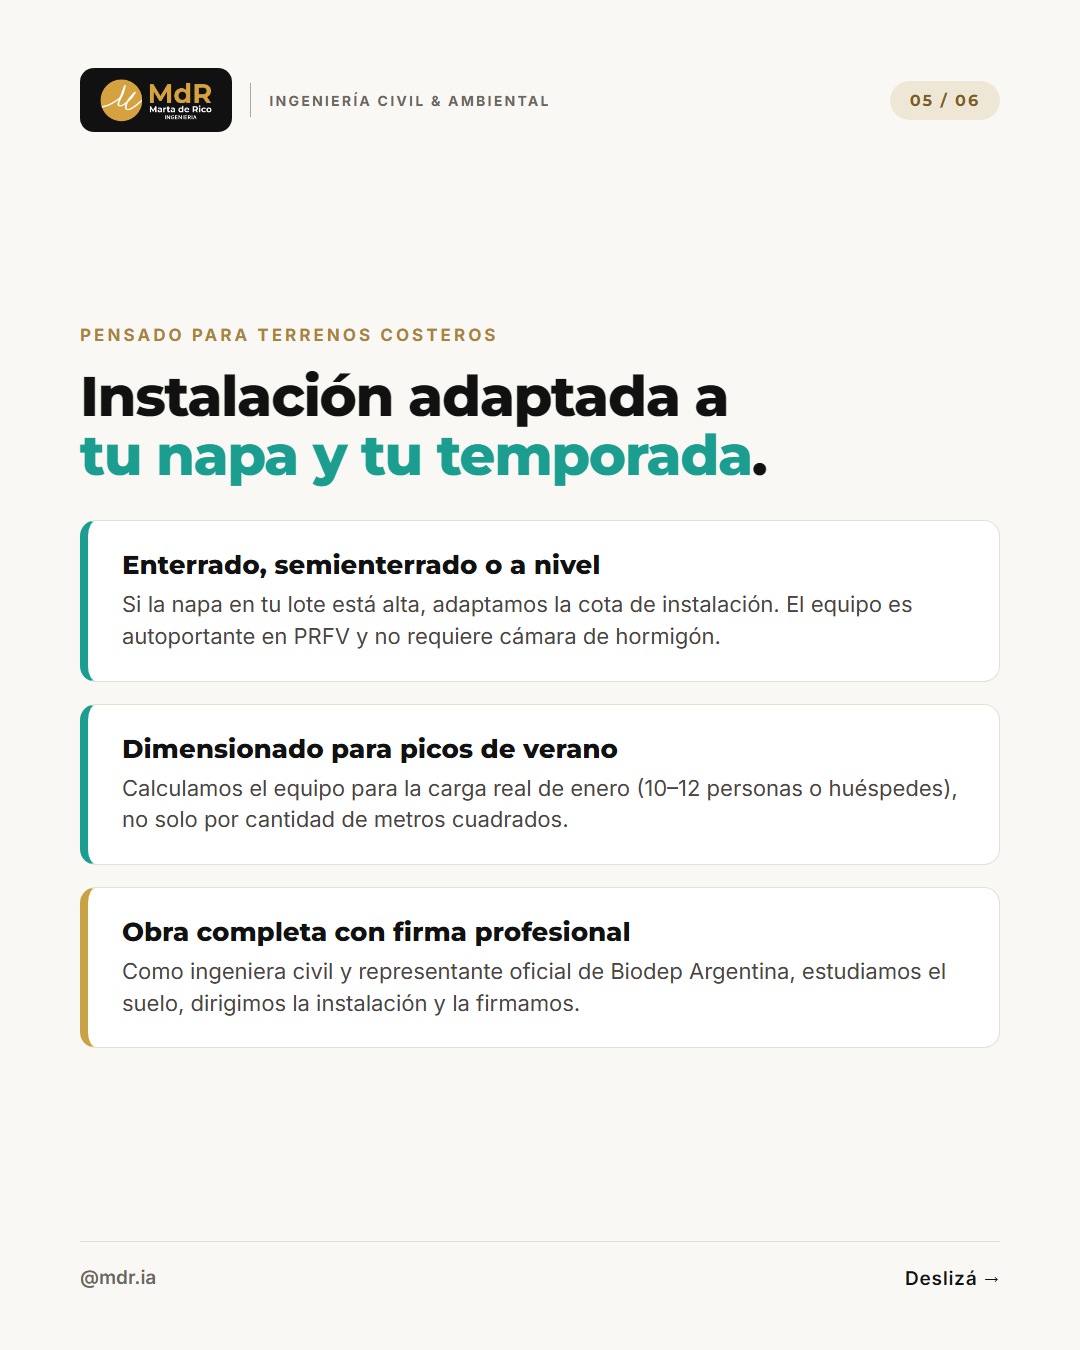 MdR
Marta de Rico
INGENIERIA
INGENIERÍA CIVIL & AMBIENTAL
05 / 06
PENSADO PARA TERRENOS COSTEROS
Instalación adaptada a
tu napa y tu temporada.
Enterrado, semienterrado o a nivel
Si la napa en tu lote está alta, adaptamos la cota de instalación. El equipo es
autoportante en PRFV y no requiere cámara de hormigón.
Dimensionado para picos de verano
Calculamos el equipo para la carga real de enero (10–12 personas o huéspedes),
no solo por cantidad de metros cuadrados.
Obra completa con firma profesional
Como ingeniera civil y representante oficial de Biodep Argentina, estudiamos el
suelo, dirigimos la instalación y la firmamos.
@mdr.ia
Deslizá →